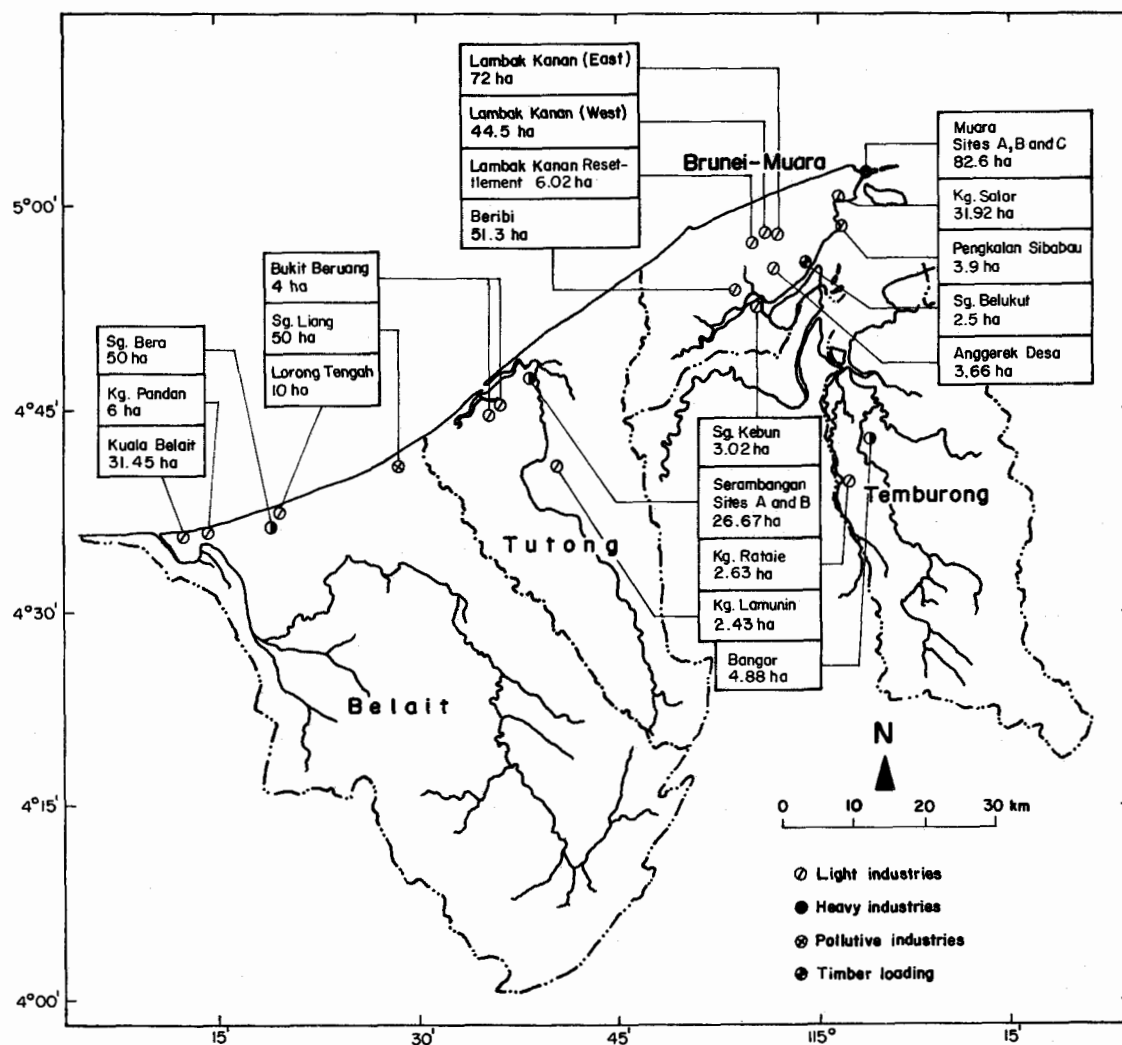 Lambak Kanan (East)
72 ha
Lambak Kanan (West)
44.5 ha
Lambak Kanan Reset-
tlement 6.02 ha
Beribi
51.3 ha
Brunei-Muara
Muara
Sites A, B and C
82.6 ha
Kg. Salar
31.92 ha
Pengkalan Sibabau
3.9 ha
Sg. Belukut
2.5 ha
Anggerek Desa
3.66 ha
Bukit Beruang
4 ha
Sg. Liang
50 ha
Lorong Tengah
10 ha
Sg. Bera
50 ha
Kg. Pandan
6 ha
Kuala Belait
31.45 ha
Sg. Kebun
3.02 ha
Serambangan
Sites A and B
26.67 ha
Kg. Rataie
2.63 ha
Kg. Lamunin
2.43 ha
Bangar
4.88 ha
Tutong
Temburong
Belait
N
0 10 20 30 km
Light industries
Heavy industries
Pollutive industries
Timber loading
5°00'
4°45'
4°30'
4°15'
4°00'
15' 30' 45' 115° 15'